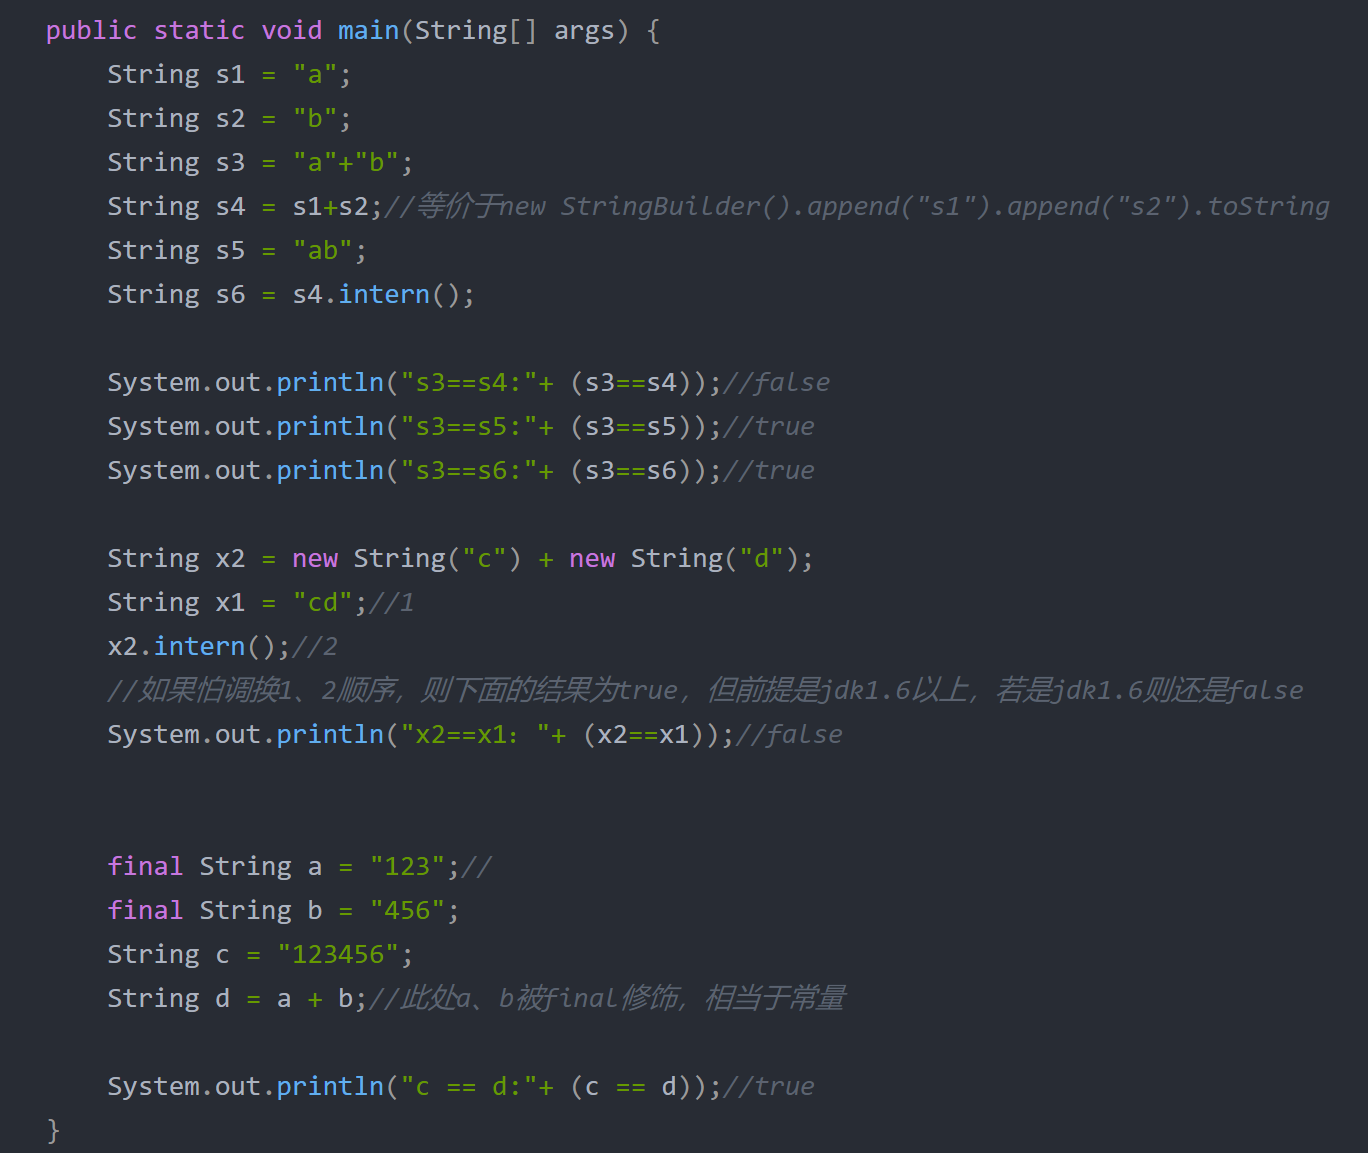 public static void main(String[] args) {
String s1 = "a";
String s2 = "b";
String s3 = "a"+"b";
String s4 = s1+s2;//等价于new StringBuilder().append("s1").append("s2").toString
String s5 = "ab";
String s6 = s4.intern();
System.out.println("s3==s4:"+ (s3==s4));//false
System.out.println("s3==s5:"+ (s3==s5));//true
System.out.println("s3==s6:"+ (s3==s6));//true
String x2 = new String("c") + new String("d");
String x1 = "cd";//1
x2.intern();//2
//如果怕调换1、2顺序，则下面的结果为true，但前提是jdk1.6以上，若是jdk1.6则还是false
System.out.println("x2==x1："+ (x2==x1));//false
final String a = "123";//
final String b = "456";
String c = "123456";
String d = a + b;//此处a、b被final修饰，相当于常量
System.out.println("c == d:"+ (c == d));//true
}